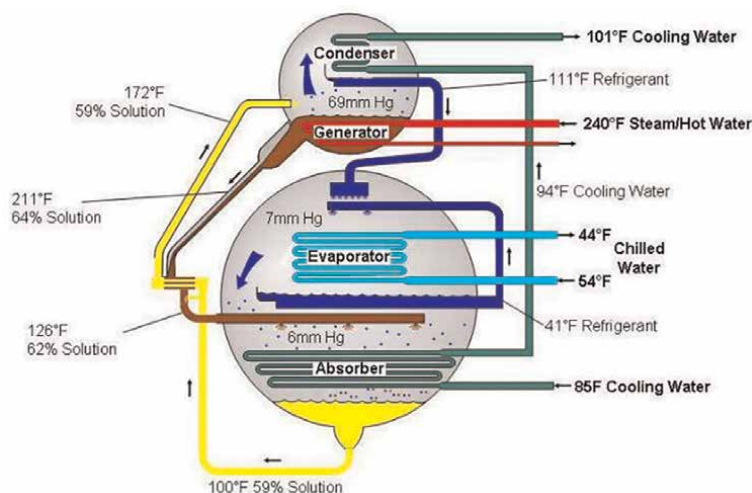 101°F Cooling Water
Condenser
172°F
59% Solution
111°F Refrigerant
69mm Hg
240°F Steam/Hot Water
Generator
211°F
64% Solution
94°F Cooling Water
7mm Hg
44°F
Evaporator
Chilled
Water
54°F
126°F
62% Solution
41°F Refrigerant
6mm Hg
Absorber
85F Cooling Water
100°F 59% Solution